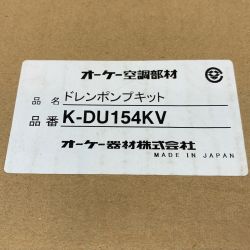 オーケー空調部材
品名 ドレンポンプキット
品番 K-DU154KV
オーケー器材株式会社
MADE IN JAPAN